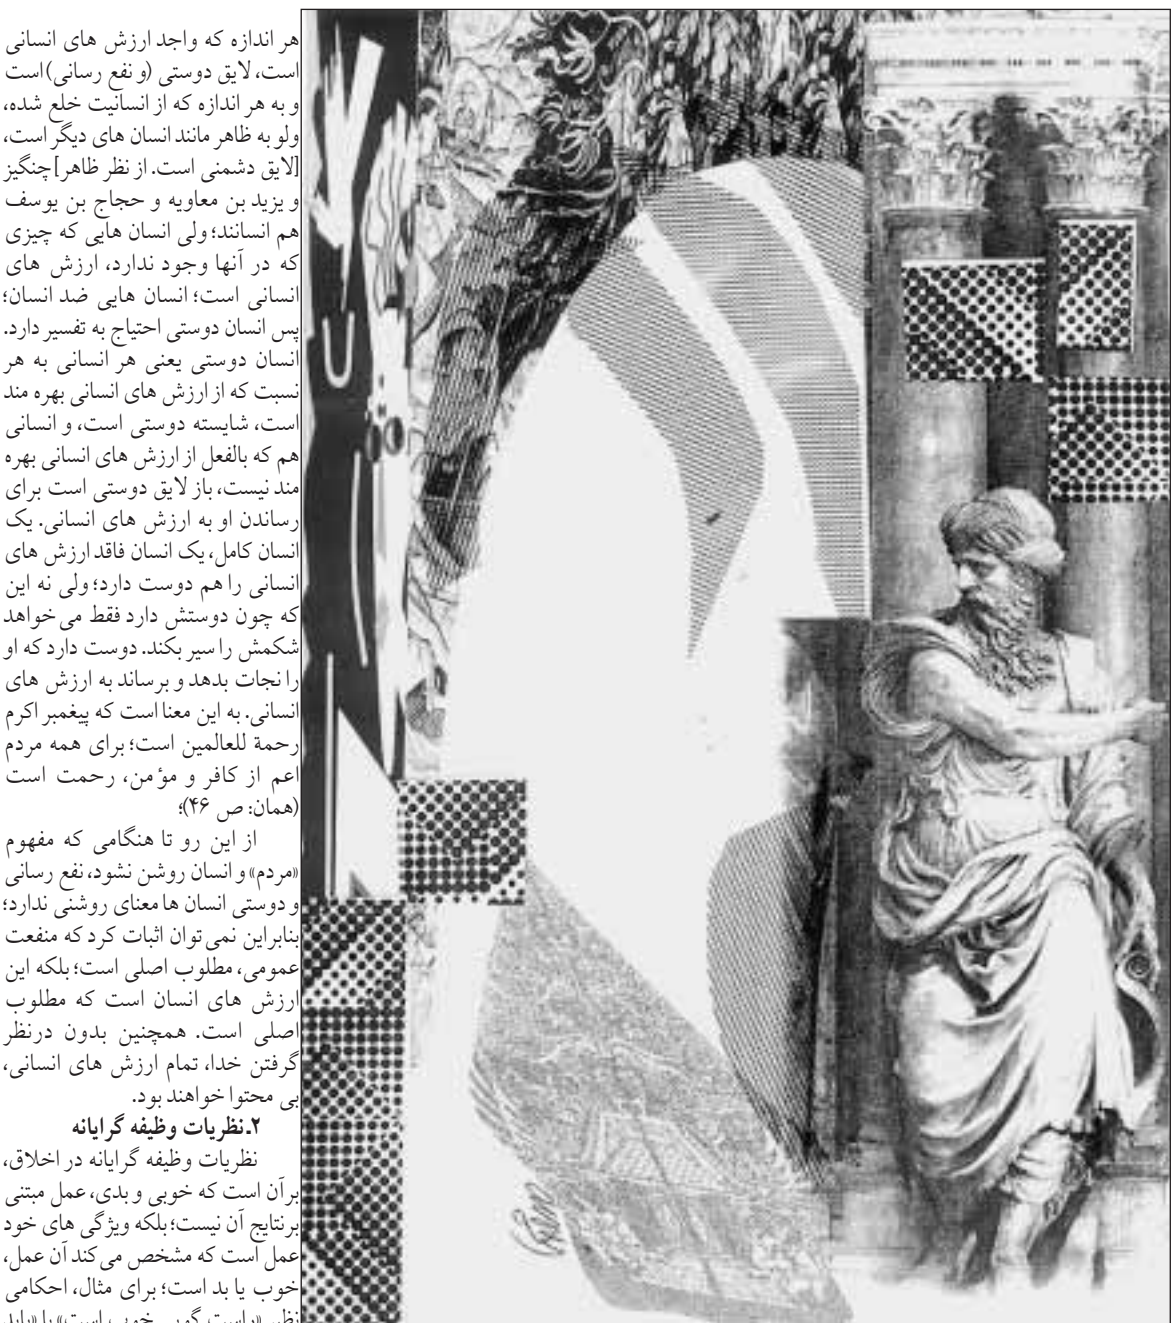 هر اندازه که واجد ارزش های انسانی
است، لایق دوستی (و نفع رسانی) است
و به هر اندازه که از انسانیت خلع شده،
ولو به ظاهر مانند انسان های دیگر است،
[لایق دشمنی است. از نظر ظاهر] چنگیز
و یزید بن معاویه و حجاج بن یوسف
هم انسانند؛ ولی انسان هایی که چیزی
که در آنها وجود ندارد، ارزش های
انسانی است؛ انسان هایی ضد انسان؛
پس انسان دوستی احتیاج به تفسیر دارد.
انسان دوستی یعنی هر انسانی به هر
نسبت که از ارزش های انسانی بهره مند
است، شایسته دوستی است، و انسانی
هم که بالفعل از ارزش های انسانی بهره
مند نیست، باز لایق دوستی است برای
رساندن او به ارزش های انسانی. یک
انسان کامل، یک انسان فاقد ارزش های
انسانی را هم دوست دارد؛ ولی نه این
که چون دوستش دارد فقط می خواهد
شکمش را سیر بکند. دوست دارد که او
را نجات بدهد و برساند به ارزش های
انسانی. به این معنا است که پیغمبر اکرم
رحمة للعالمین است؛ برای همه مردم
اعم از کافر و مؤمن، رحمت است
(همان: ص ۴۶)؛
از این رو تا هنگامی که مفهوم
«مردم» و انسان روشن نشود، نفع رسانی
و دوستی انسان ها معنای روشنی ندارد؛
بنابراین نمی توان اثبات کرد که منفعت
عمومی، مطلوب اصلی است؛ بلکه این
ارزش های انسان است که مطلوب
اصلی است. همچنین بدون درنظر
گرفتن خدا، تمام ارزش های انسانی،
بی محتوا خواهند بود.
۲. نظریات وظیفه گرایانه
نظریات وظیفه گرایانه در اخلاق،
برآن است که خوبی و بدی، عمل مبتنی
برنتایج آن نیست؛ بلکه ویژگی های خود
عمل است که مشخص می کند آن عمل،
خوب یا بد است؛ برای مثال، احکامی
نظیر «راست گویی خوب است» یا «باید